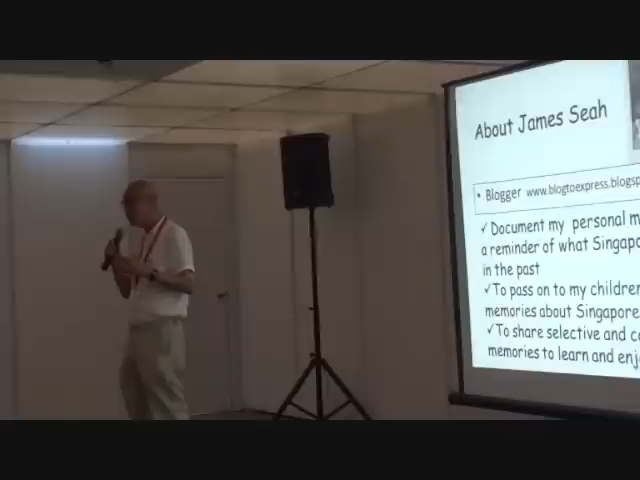 About James Seah
• Blogger www.blogtoexpress.blogsp
✓Document my personal m
a reminder of what Singapo
in the past
✓To pass on to my children
memories about Singapore
✓To share selective and co
memories to learn and enj